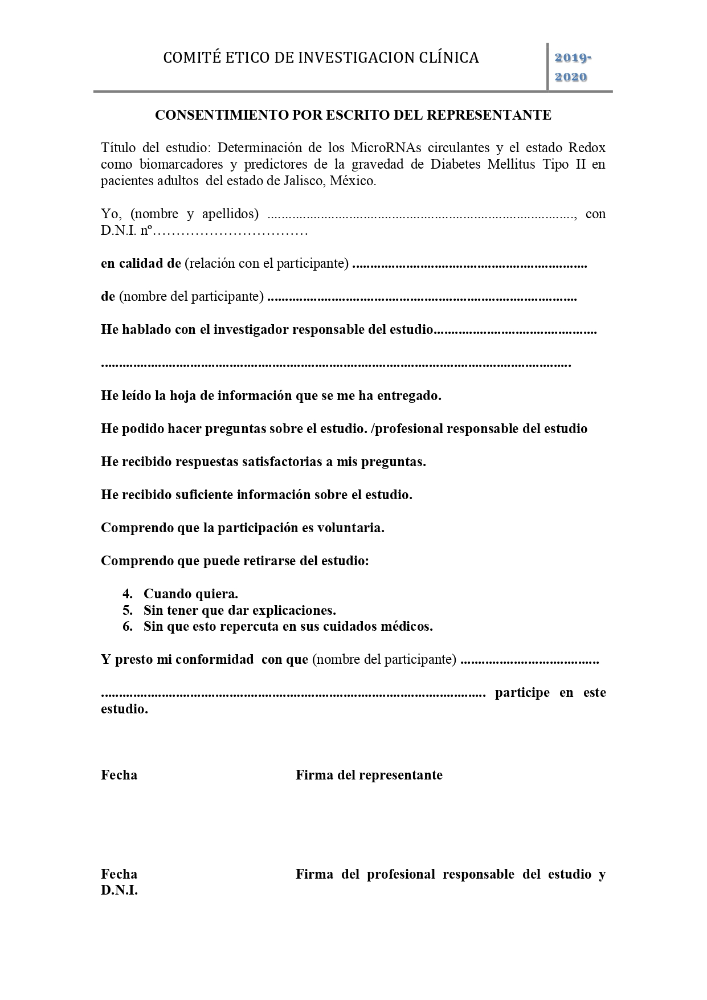 COMITÉ ETICO DE INVESTIGACION CLÍNICA
2019-
2020
CONSENTIMIENTO POR ESCRITO DEL REPRESENTANTE
Título del estudio: Determinación de los MicroRNAs circulantes y el estado Redox
como biomarcadores y predictores de la gravedad de Diabetes Mellitus Tipo II en
pacientes adultos  del estado de Jalisco, México.
Yo, (nombre y apellidos) ....................................................................................., con
D.N.I. nº……………………………
en calidad de (relación con el participante) ..................................................................
de (nombre del participante) .......................................................................................
He hablado con el investigador responsable del estudio..............................................
....................................................................................................................................
He leído la hoja de información que se me ha entregado.
He podido hacer preguntas sobre el estudio. /profesional responsable del estudio
He recibido respuestas satisfactorias a mis preguntas.
He recibido suficiente información sobre el estudio.
Comprendo que la participación es voluntaria.
Comprendo que puede retirarse del estudio:
4. Cuando quiera.
5. Sin tener que dar explicaciones.
6. Sin que esto repercuta en sus cuidados médicos.
Y presto mi conformidad  con que (nombre del participante) .......................................
............................................................................................................ participe en este
estudio.
Fecha Firma del representante
Fecha Firma del profesional responsable del estudio y
D.N.I.